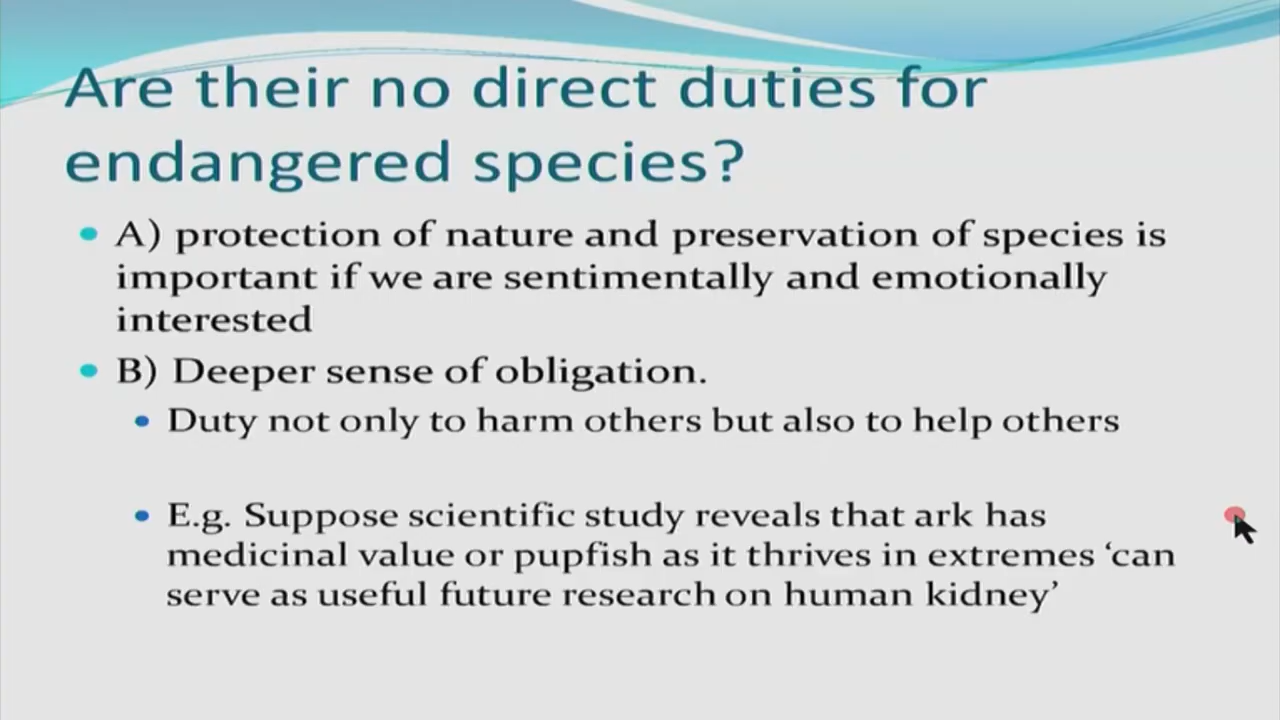 Are their no direct duties for
endangered species?
A) protection of nature and preservation of species is
important if we are sentimentally and emotionally
interested
B) Deeper sense of obligation.
Duty not only to harm others but also to help others
E.g. Suppose scientific study reveals that ark has
medicinal value or pupfish as it thrives in extremes ‘can
serve as useful future research on human kidney’